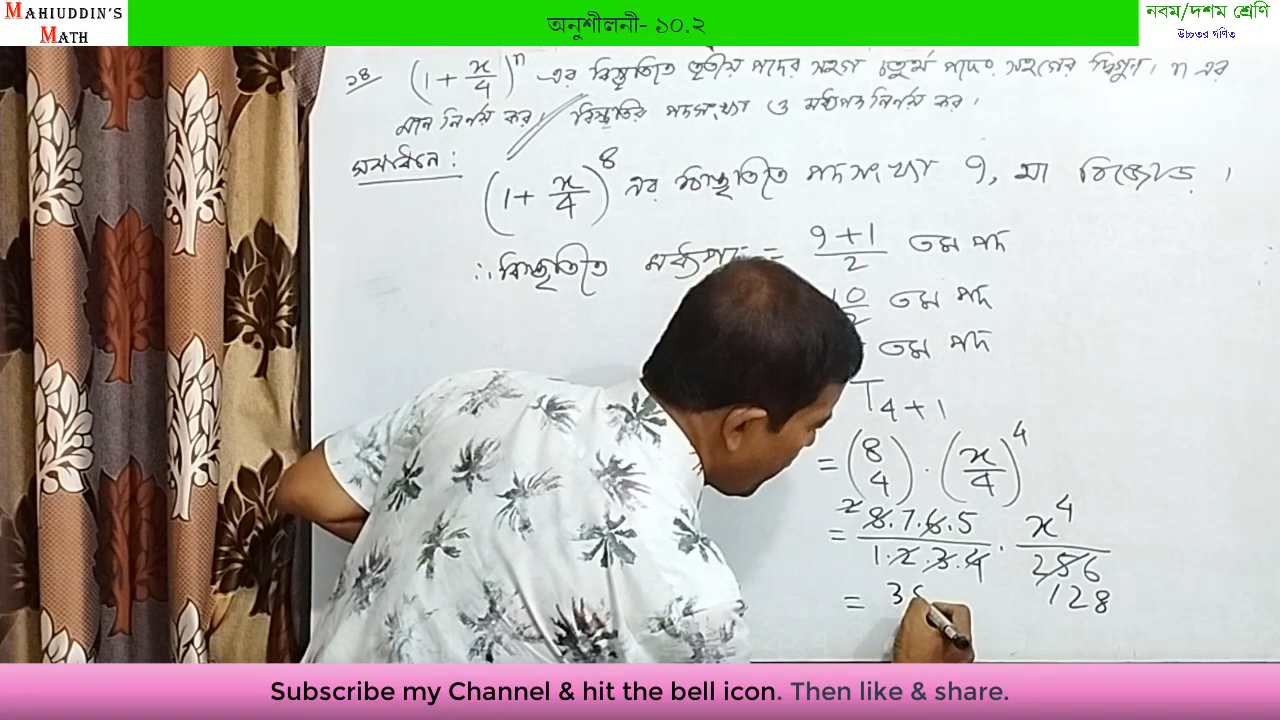 MAHIUDDIN'S MATH
অনুশীলনী- ১০.২
নবম/দশম শ্রেণি
উচ্চতর গণিত
(1 + x/4)^n এর বিস্তৃতিতে তৃতীয় পদের সহগ চতুর্থ পদের সহগের দ্বিগুন। n এর
মান নির্ণয় কর। বিস্তৃতির পদসংখ্যা ও মধ্যপদ নির্ণয় কর।
সমাধান :
(1 + x/4)^8 এর বিস্তৃতিতে পদসংখ্যা 9, যা বিজোড়।
∴ বিস্তৃতিতে মধ্যপদ = (9 + 1)/2 তম পদ
তম পদ
তম পদ
T4 + 1
= (8 4) . (x/4)^4
2
= 8.7.6.5/1.2.3.4 . x^4/256
= 128
Subscribe my Channel & hit the bell icon. Then like & share.